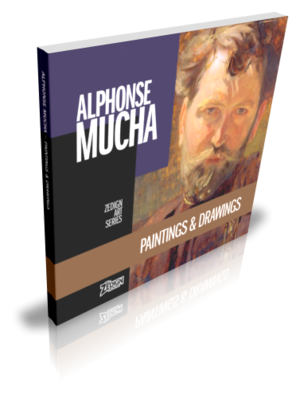 ALPHONSE
MUCHA
ZEDIGN
ART
SERIES
PAINTINGS & DRAWINGS
ZEDIGN
ALPHONSE MUCHA - PAINTINGS & DRAWINGS